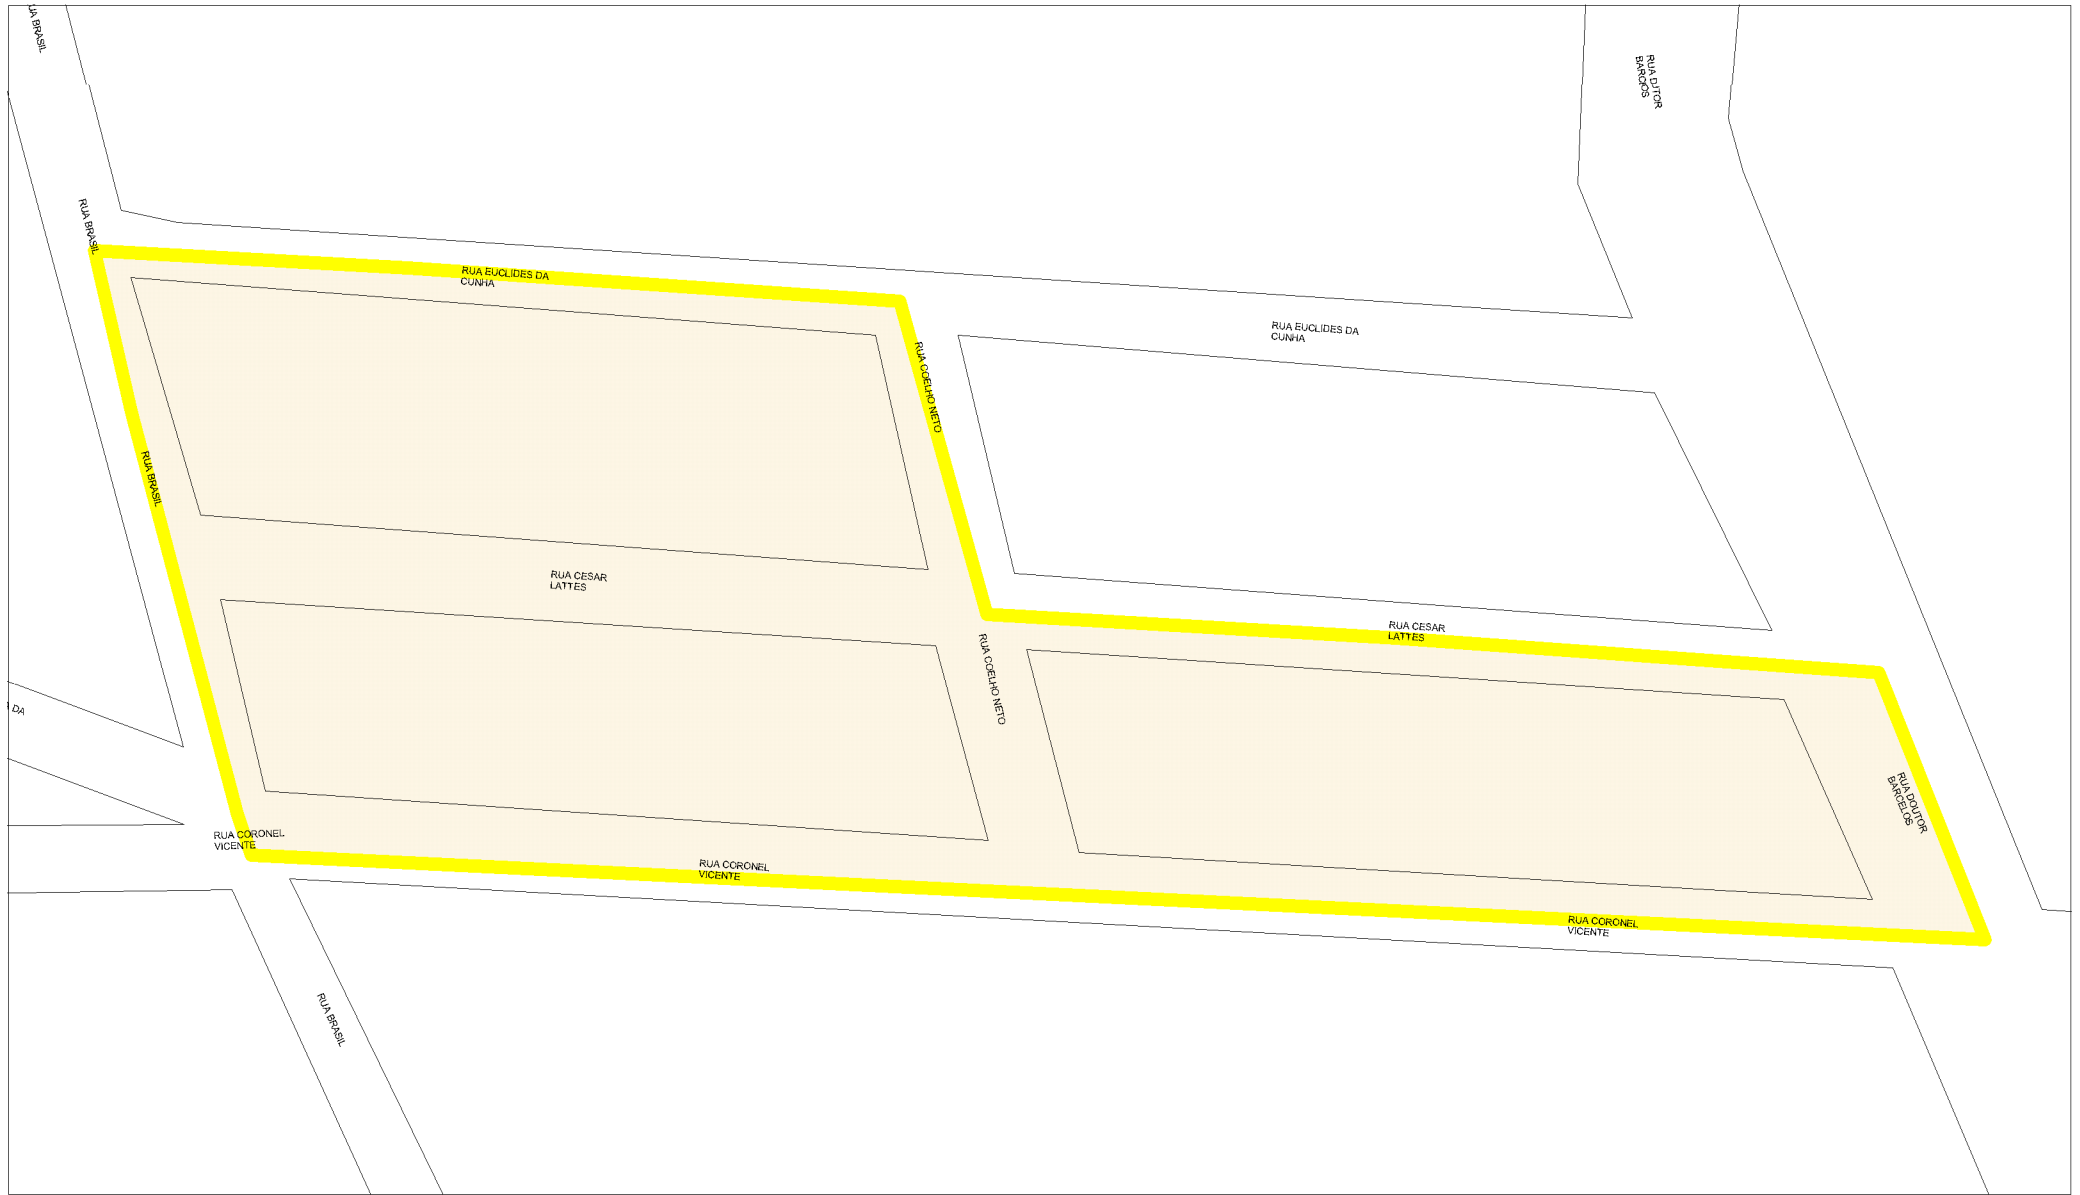 UA BRASIL
RUA DUTOR
BARCIOS
RUA BRASIL
RUA EUCLIDES DA
CUNHA
RUA EUCLIDES DA
CUNHA
RUA COELHO NETO
RUA BRASIL
RUA CESAR
LATTES
RUA CESAR
LATTES
RUA COELHO NETO
DA
RUA DOUTOR
BARCELOS
RUA CORONEL
VICENTE
RUA CORONEL
VICENTE
RUA CORONEL
VICENTE
RUA BRASIL